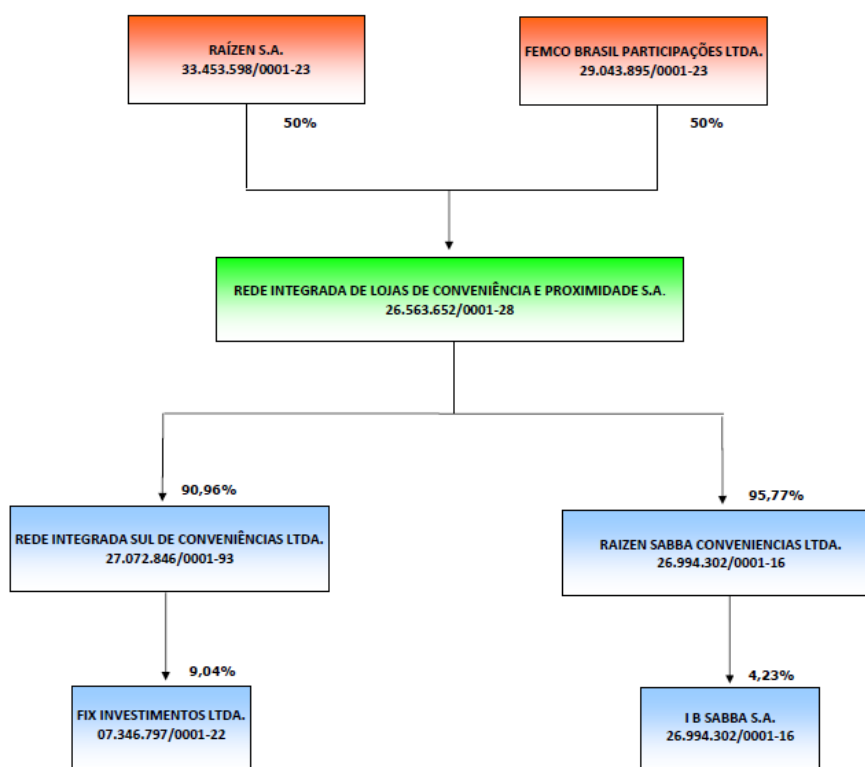 RAÍZEN S.A.
33.453.598/0001-23
FEMCO BRASIL PARTICIPAÇÕES LTDA.
29.043.895/0001-23
50%
50%
REDE INTEGRADA DE LOJAS DE CONVENIÊNCIA E PROXIMIDADE S.A.
26.563.652/0001-28
90,96%
95,77%
REDE INTEGRADA SUL DE CONVENIÊNCIAS LTDA.
27.072.846/0001-93
RAIZEN SABBA CONVENIENCIAS LTDA.
26.994.302/0001-16
9,04%
4,23%
FIX INVESTIMENTOS LTDA.
07.346.797/0001-22
I B SABBA S.A.
26.994.302/0001-16